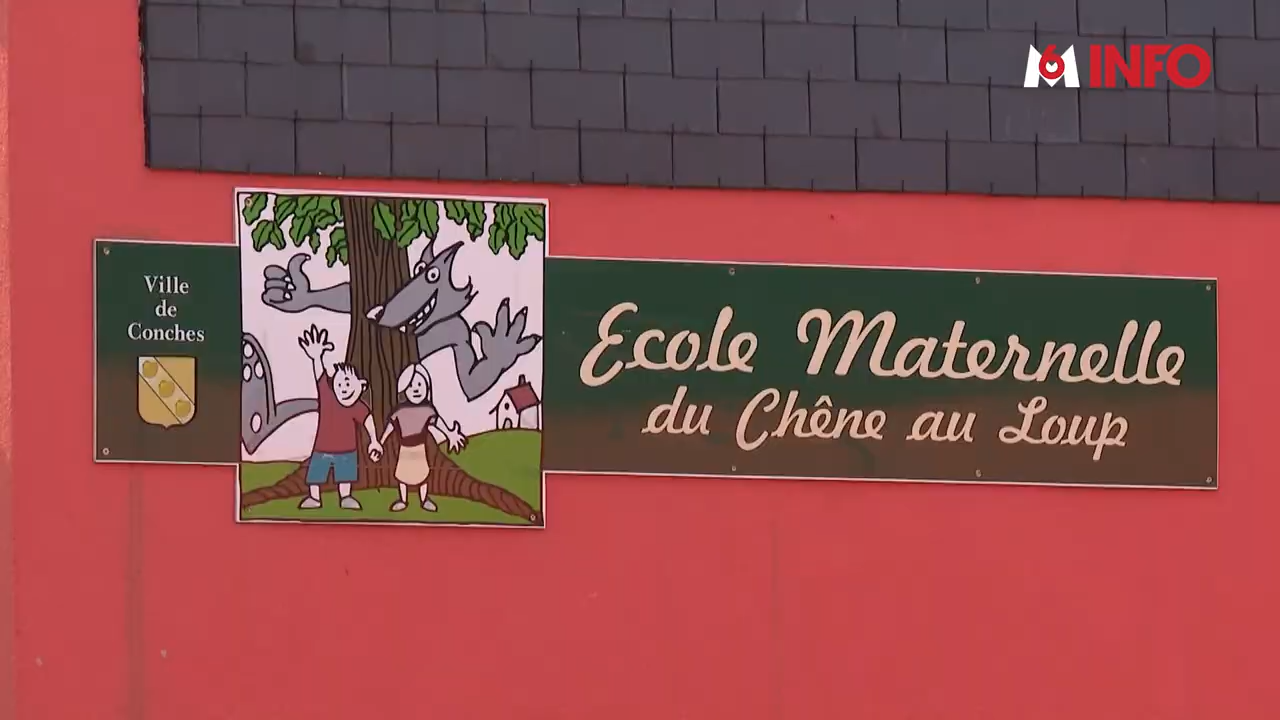 M6 INFO
Ville
de
Conches
Ecole Maternelle
du Chêne au Loup